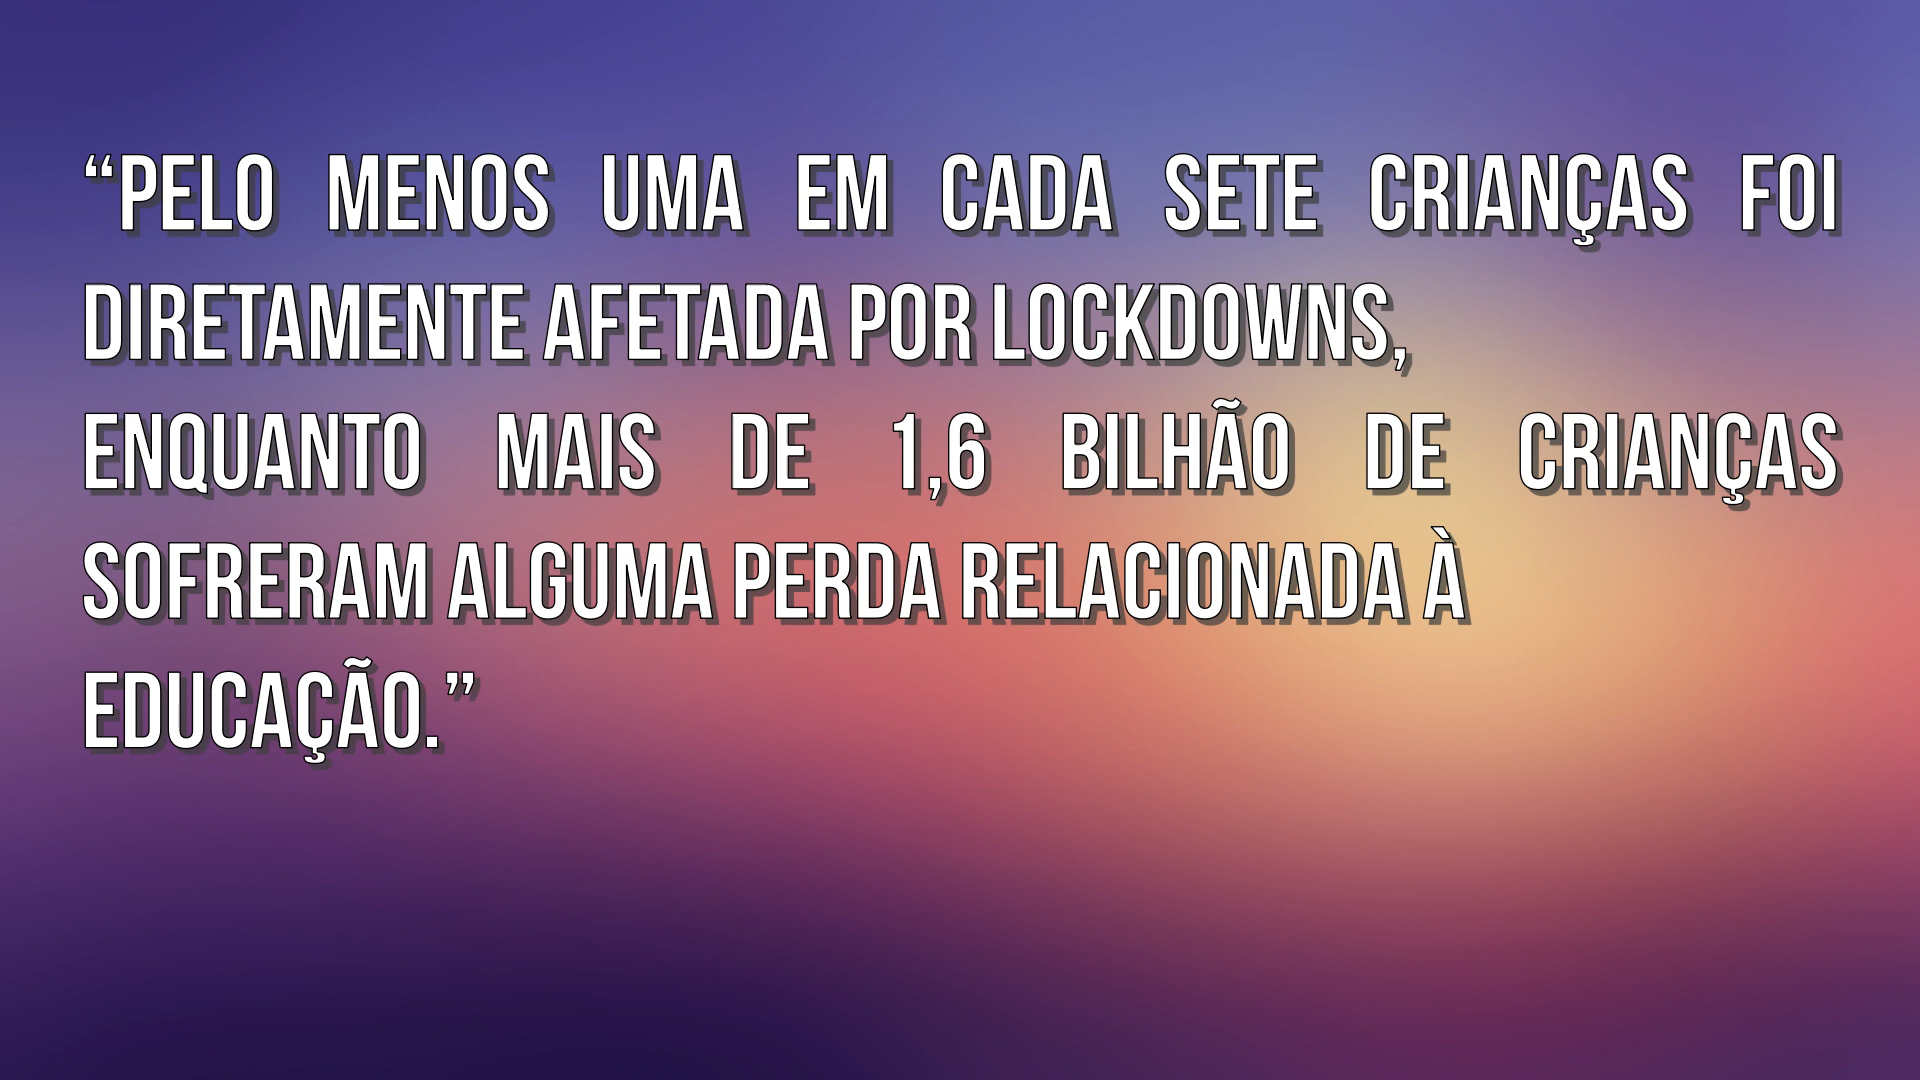 “PELO MENOS UMA EM CADA SETE CRIANÇAS FOI
DIRETAMENTE AFETADA POR LOCKDOWNS,
ENQUANTO MAIS DE 1,6 BILHÃO DE CRIANÇAS
SOFRERAM ALGUMA PERDA RELACIONADA À
EDUCAÇÃO.”